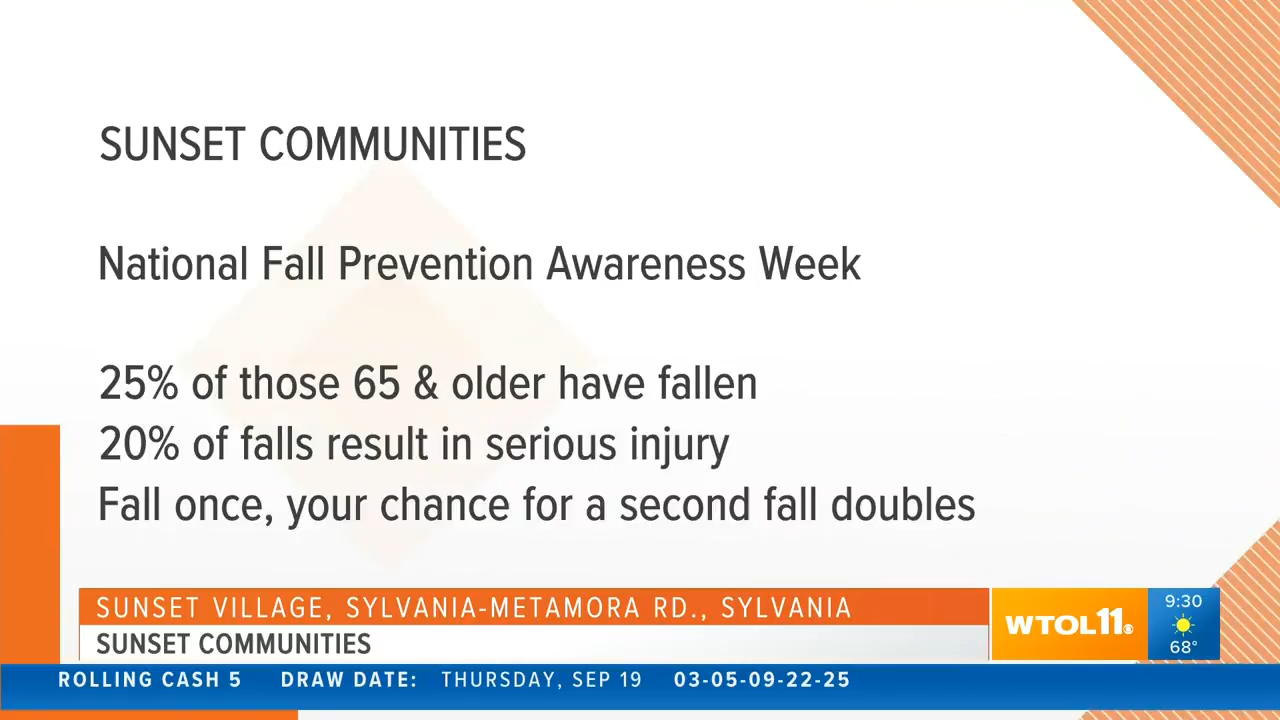 SUNSET COMMUNITIES
National Fall Prevention Awareness Week
25% of those 65 & older have fallen
20% of falls result in serious injury
Fall once, your chance for a second fall doubles
SUNSET VILLAGE, SYLVANIA-METAMORA RD., SYLVANIA
SUNSET COMMUNITIES
WTOL11
9:30
68°
ROLLING CASH 5 DRAW DATE: THURSDAY, SEP 19 03-05-09-22-25